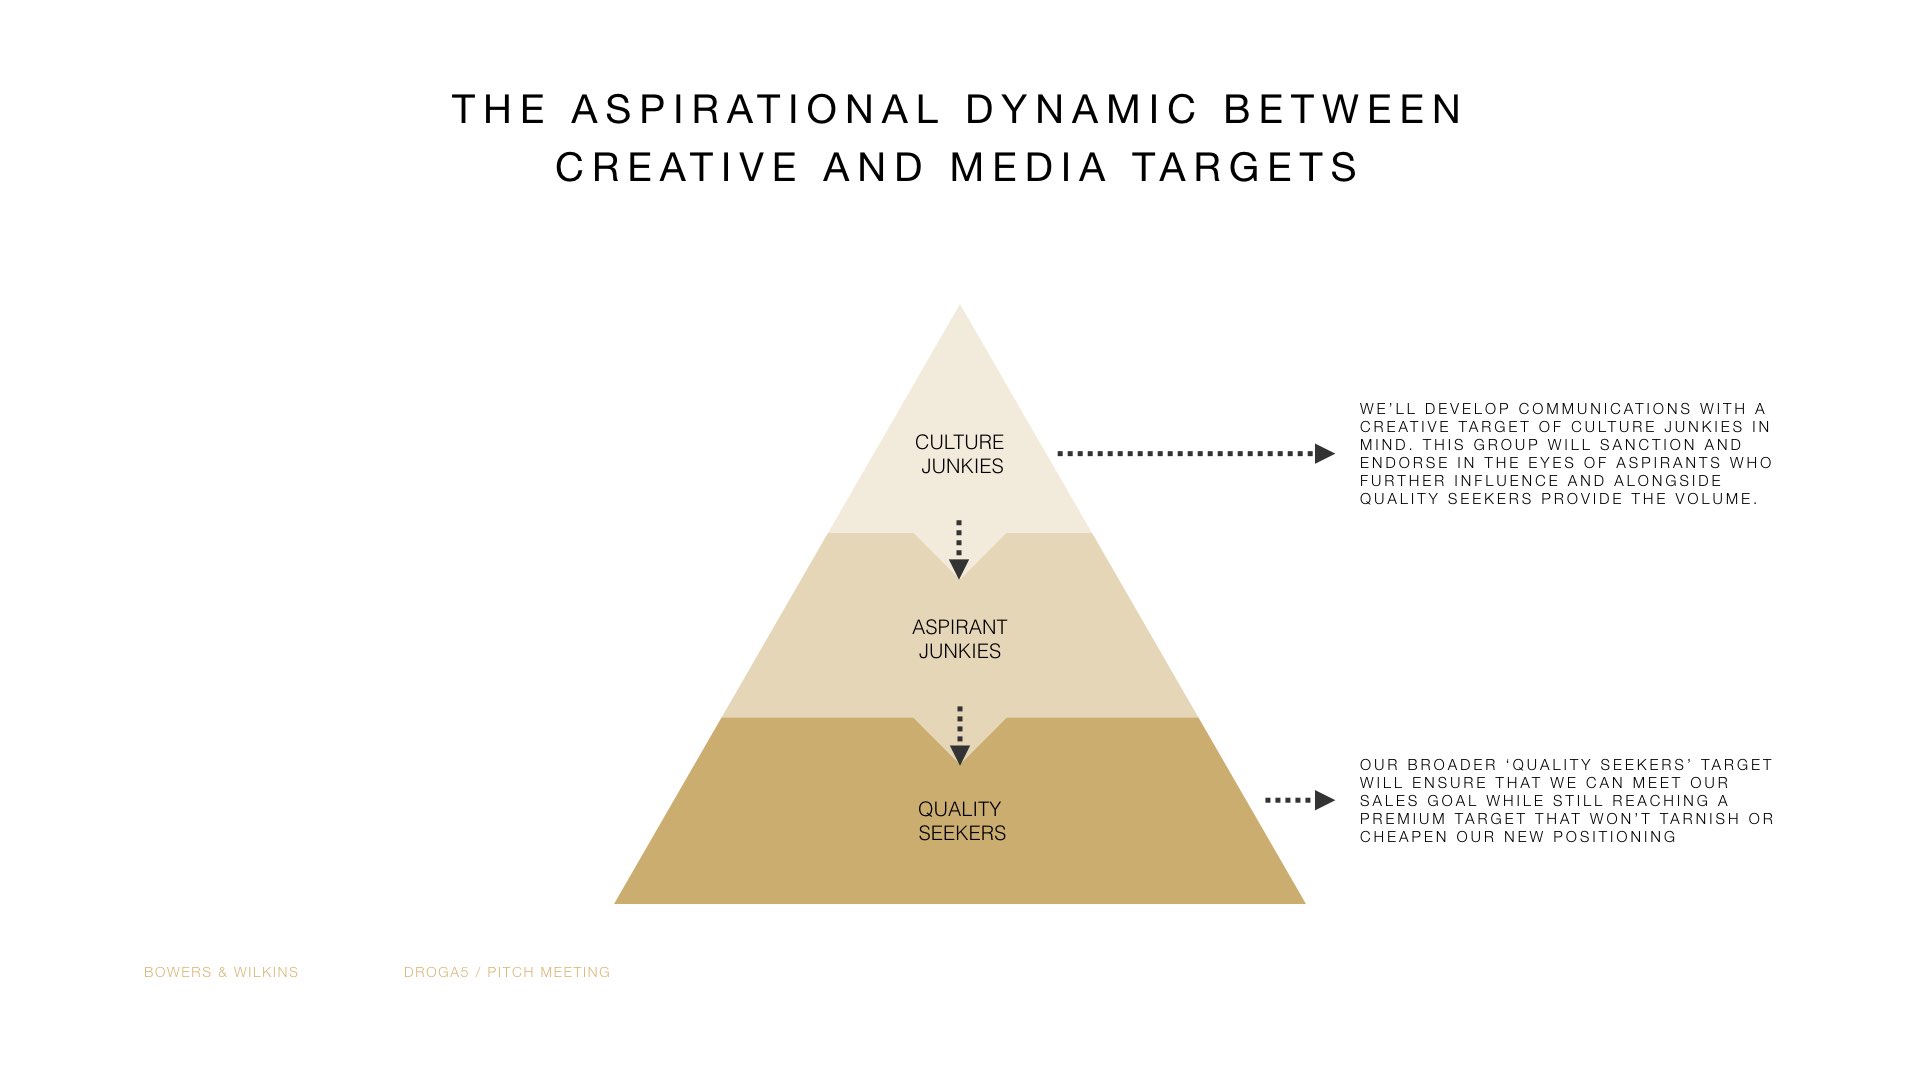 THE ASPIRATIONAL DYNAMIC BETWEEN
CREATIVE AND MEDIA TARGETS
CULTURE
JUNKIES
WE’LL DEVELOP COMMUNICATIONS WITH A
CREATIVE TARGET OF CULTURE JUNKIES IN
MIND. THIS GROUP WILL SANCTION AND
ENDORSE IN THE EYES OF ASPIRANTS WHO
FURTHER INFLUENCE AND ALONGSIDE
QUALITY SEEKERS PROVIDE THE VOLUME.
ASPIRANT
JUNKIES
QUALITY
SEEKERS
OUR BROADER ‘QUALITY SEEKERS’ TARGET
WILL ENSURE THAT WE CAN MEET OUR
SALES GOAL WHILE STILL REACHING A
PREMIUM TARGET THAT WON’T TARNISH OR
CHEAPEN OUR NEW POSITIONING
BOWERS & WILKINS
DROGA5 / PITCH MEETING